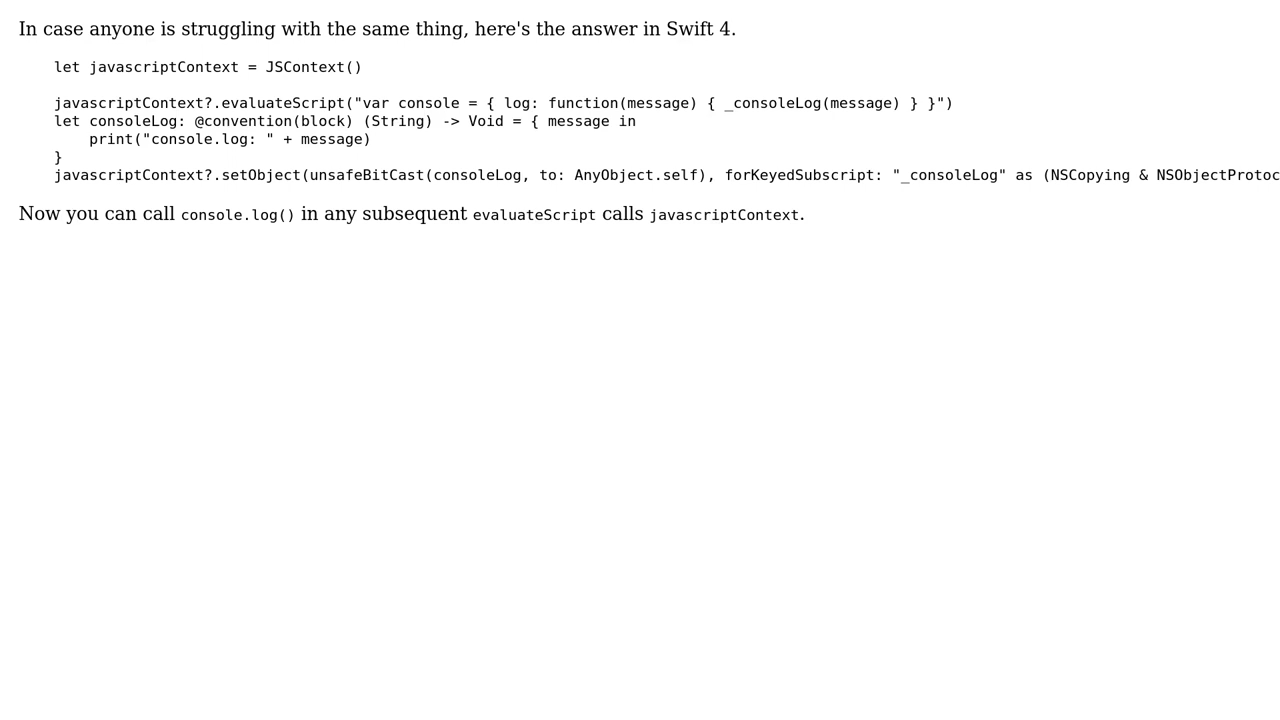 In case anyone is struggling with the same thing, here's the answer in Swift 4.
let javascriptContext = JSContext()
javascriptContext?.evaluateScript("var console = { log: function(message) { _consoleLog(message) } }")
let consoleLog: @convention(block) (String) -> Void = { message in
    print("console.log: " + message)
}
javascriptContext?.setObject(unsafeBitCast(consoleLog, to: AnyObject.self), forKeyedSubscript: "_consoleLog" as (NSCopying & NSObjectProtoc
Now you can call console.log() in any subsequent evaluateScript calls javascriptContext.